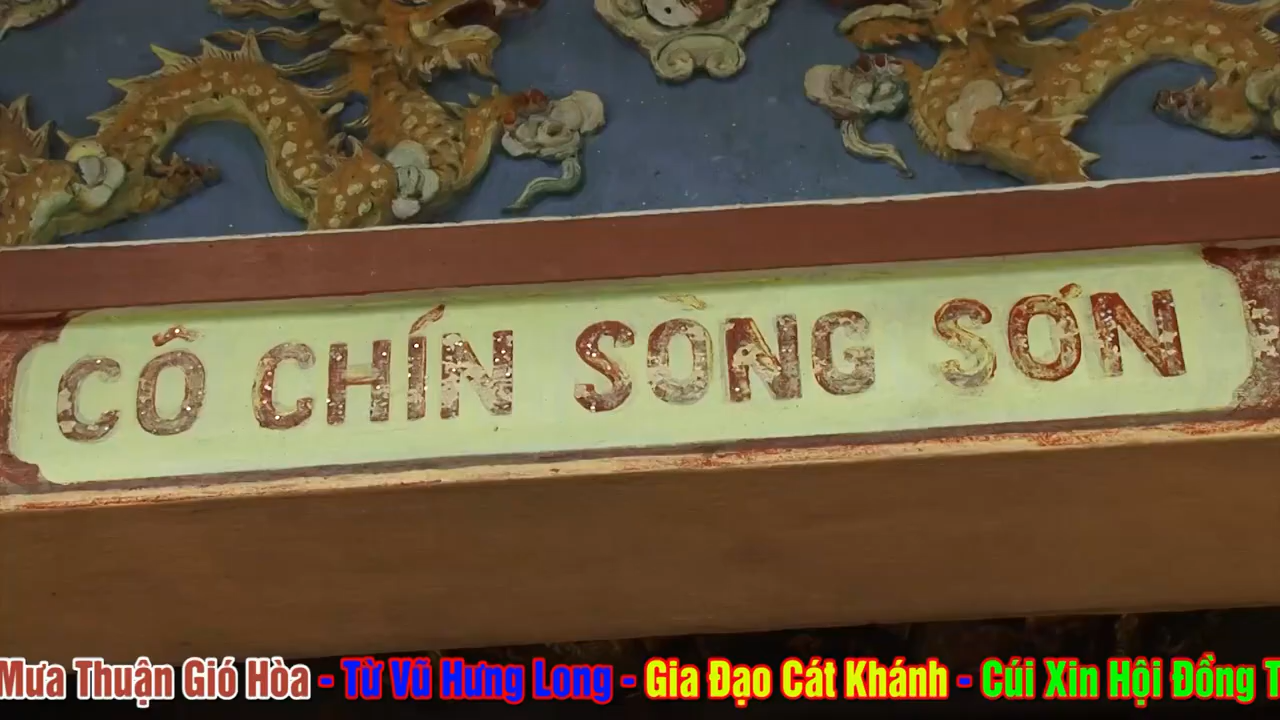 CÔ CHÍN SÒNG SƠN
Mưa Thuận Gió Hòa - Từ Vũ Hưng Long - Gia Đạo Cát Khánh - Cúi Xin Hội Đồng T